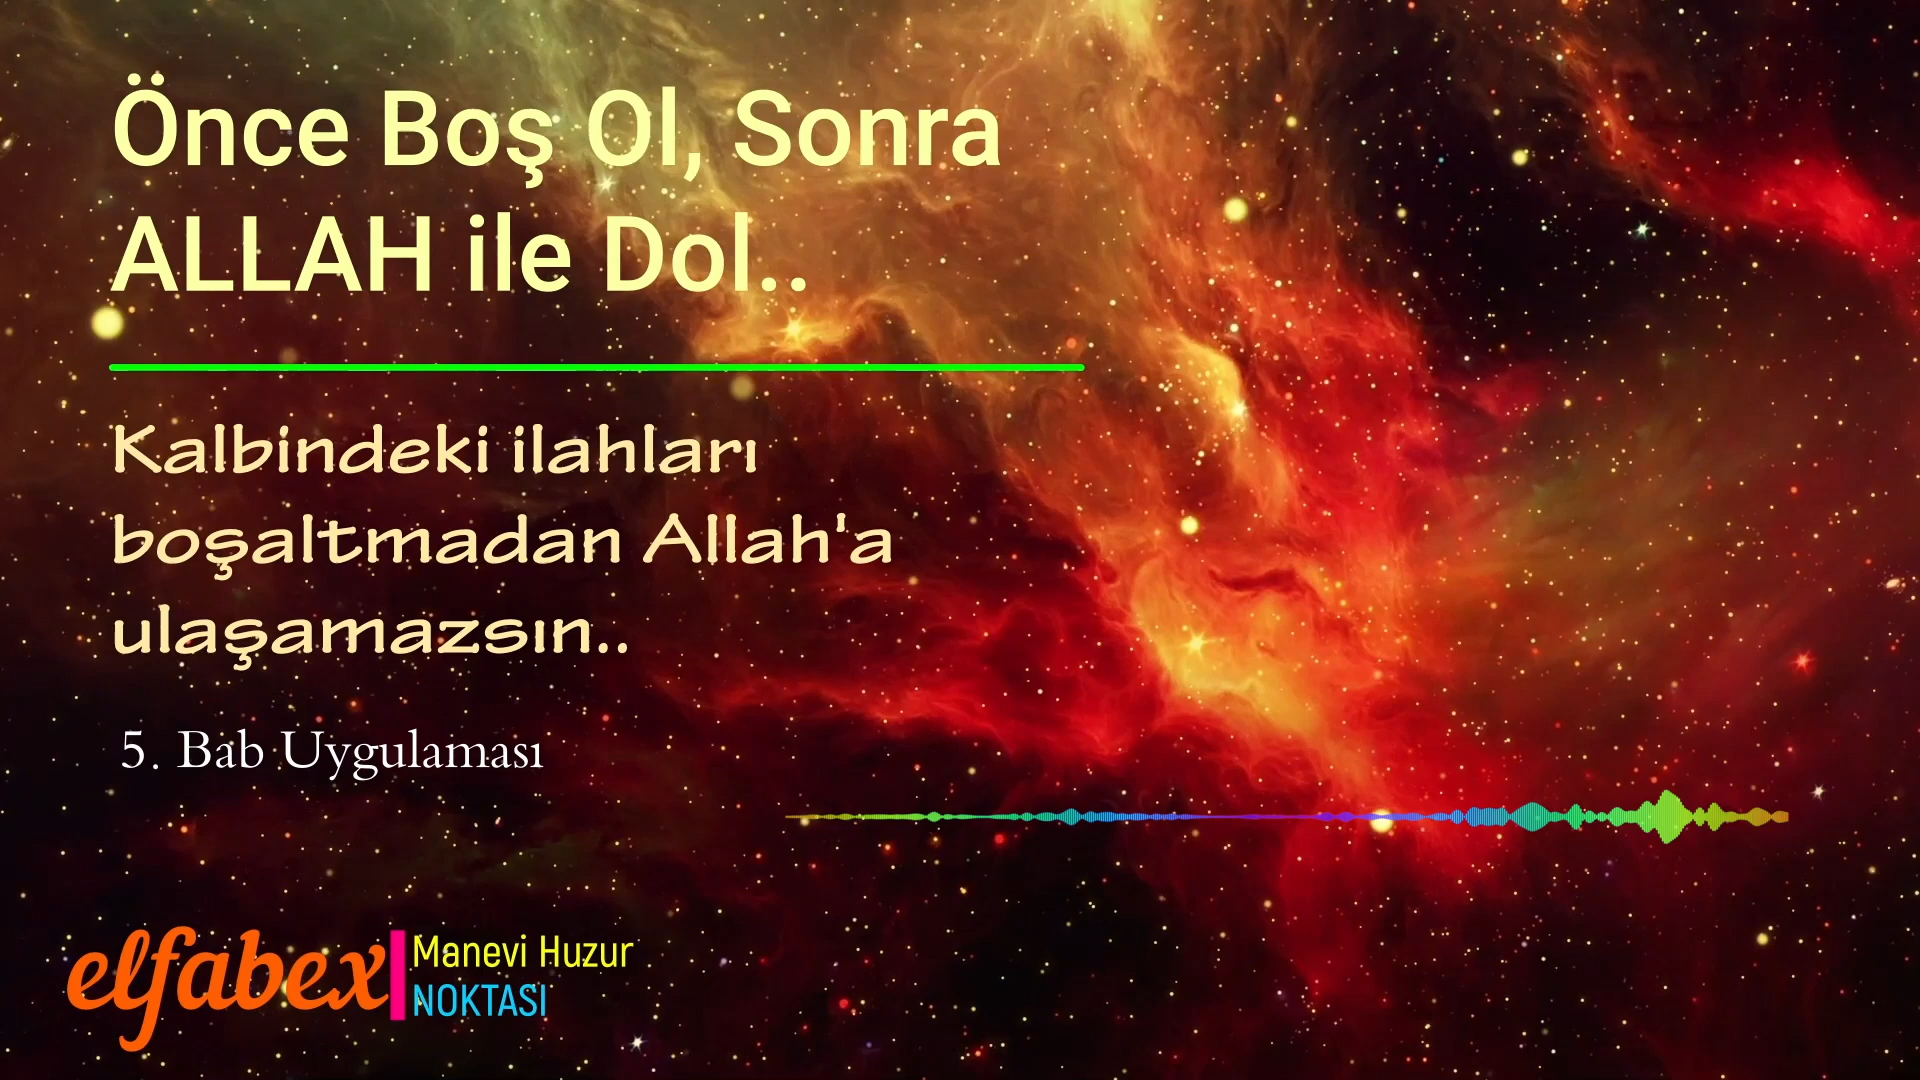 Önce Boş Ol, Sonra
ALLAH ile Dol..
Kalbindeki ilahları
boşaltmadan Allah'a
ulaşamazsın..
5. Bab Uygulaması
elfabex
Manevi Huzur
NOKTASI